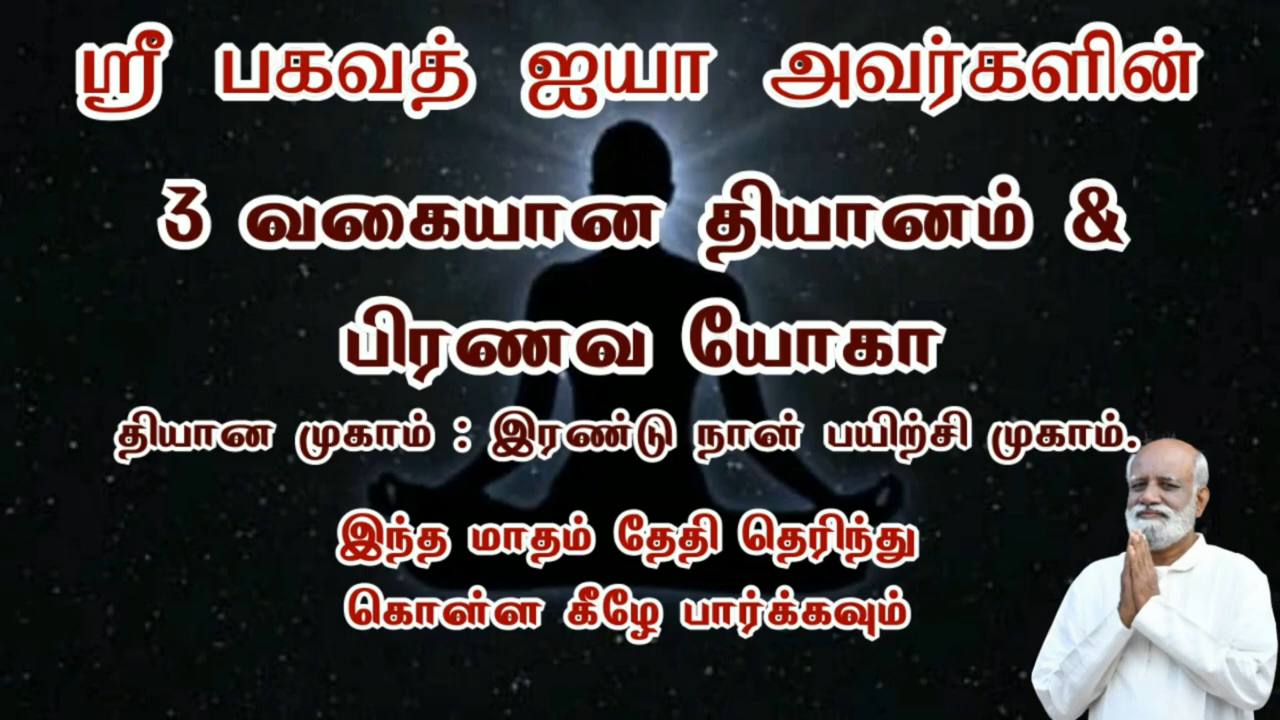 ஸ்ரீ பகவத் ஐயா அவர்களின்
3 வகையான தியானம் &
பிரணவ யோகா
தியான முகாம் : இரண்டு நாள் பயிற்சி முகாம்.
இந்த மாதம் தேதி தெரிந்து
கொள்ள கீழே பார்க்கவும்